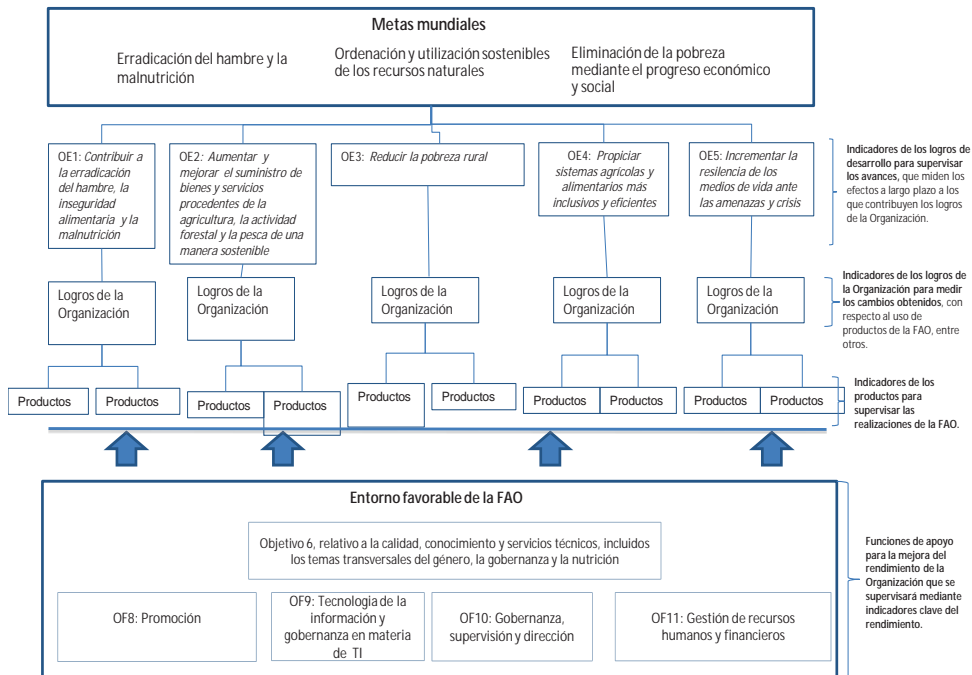 Metas mundiales
Erradicación del hambre y la
malnutrición
Ordenación y utilización sostenibles
de los recursos naturales
Eliminación de la pobreza
mediante el progreso económico
y social
OE1: Contribuir a
la erradicación
del hambre, la
inseguridad
alimentaria y la
malnutrición
OE2: Aumentar y
mejorar el suministro de
bienes y servicios
procedentes de la
agricultura, la actividad
forestal y la pesca de una
manera sostenible
OE3: Reducir la pobreza rural
OE4: Propiciar
sistemas agrícolas y
alimentarios más
inclusivos y eficientes
OE5: Incrementar la
resilencia de los
medios de vida ante
las amenazas y crisis
Indicadores de los logros de
desarrollo para supervisar
los avances, que miden los
efectos a largo plazo a los
que contribuyen los logros
de la Organización.
Logros de la
Organización
Logros de la
Organización
Logros de la
Organización
Logros de la
Organización
Logros de la
Organización
Indicadores de los logros de
la Organización para medir
los cambios obtenidos, con
respecto al uso de
productos de la FAO, entre
otros.
Productos
Productos
Productos
Productos
Productos
Productos
Productos
Productos
Productos
Productos
Indicadores de los
productos para
supervisar las
realizaciones de la FAO.
Entorno favorable de la FAO
Objetivo 6, relativo a la calidad, conocimiento y servicios técnicos, incluidos
los temas transversales del género, la gobernanza y la nutrición
OF8: Promoción
OF9: Tecnologia de la
información y
gobernanza en materia
de TI
OF10: Gobernanza,
supervisión y dirección
OF11: Gestión de recursos
humanos y financieros
Funciones de apoyo
para la mejora del
rendimiento de la
Organización que se
supervisará mediante
indicadores clave del
rendimiento.